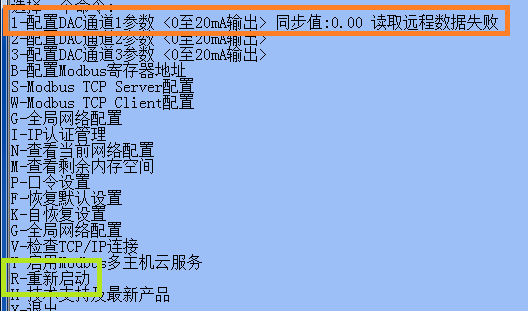 1-配置DAC通道1参数 <0至20mA输出> 同步值:0.00 读取远程数据失败
2-配置DAC通道2参数 <0至20mA输出>
3-配置DAC通道3参数 <0至20mA输出>
B-配置Modbus寄存器地址
S-Modbus TCP Server配置
W-Modbus TCP Client配置
G-全局网络配置
I-IP认证管理
N-查看当前网络配置
M-查看剩余内存空间
P-口令设置
F-恢复默认设置
K-自恢复设置
G-全局网络配置
V-检查TCP/IP连接
启用Modbus多主机云服务
R-重新启动
技术支持及最新产品
退出